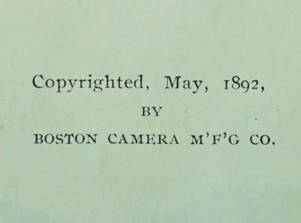 Copyrighted, May, 1892,
BY
BOSTON CAMERA M'F'G CO.